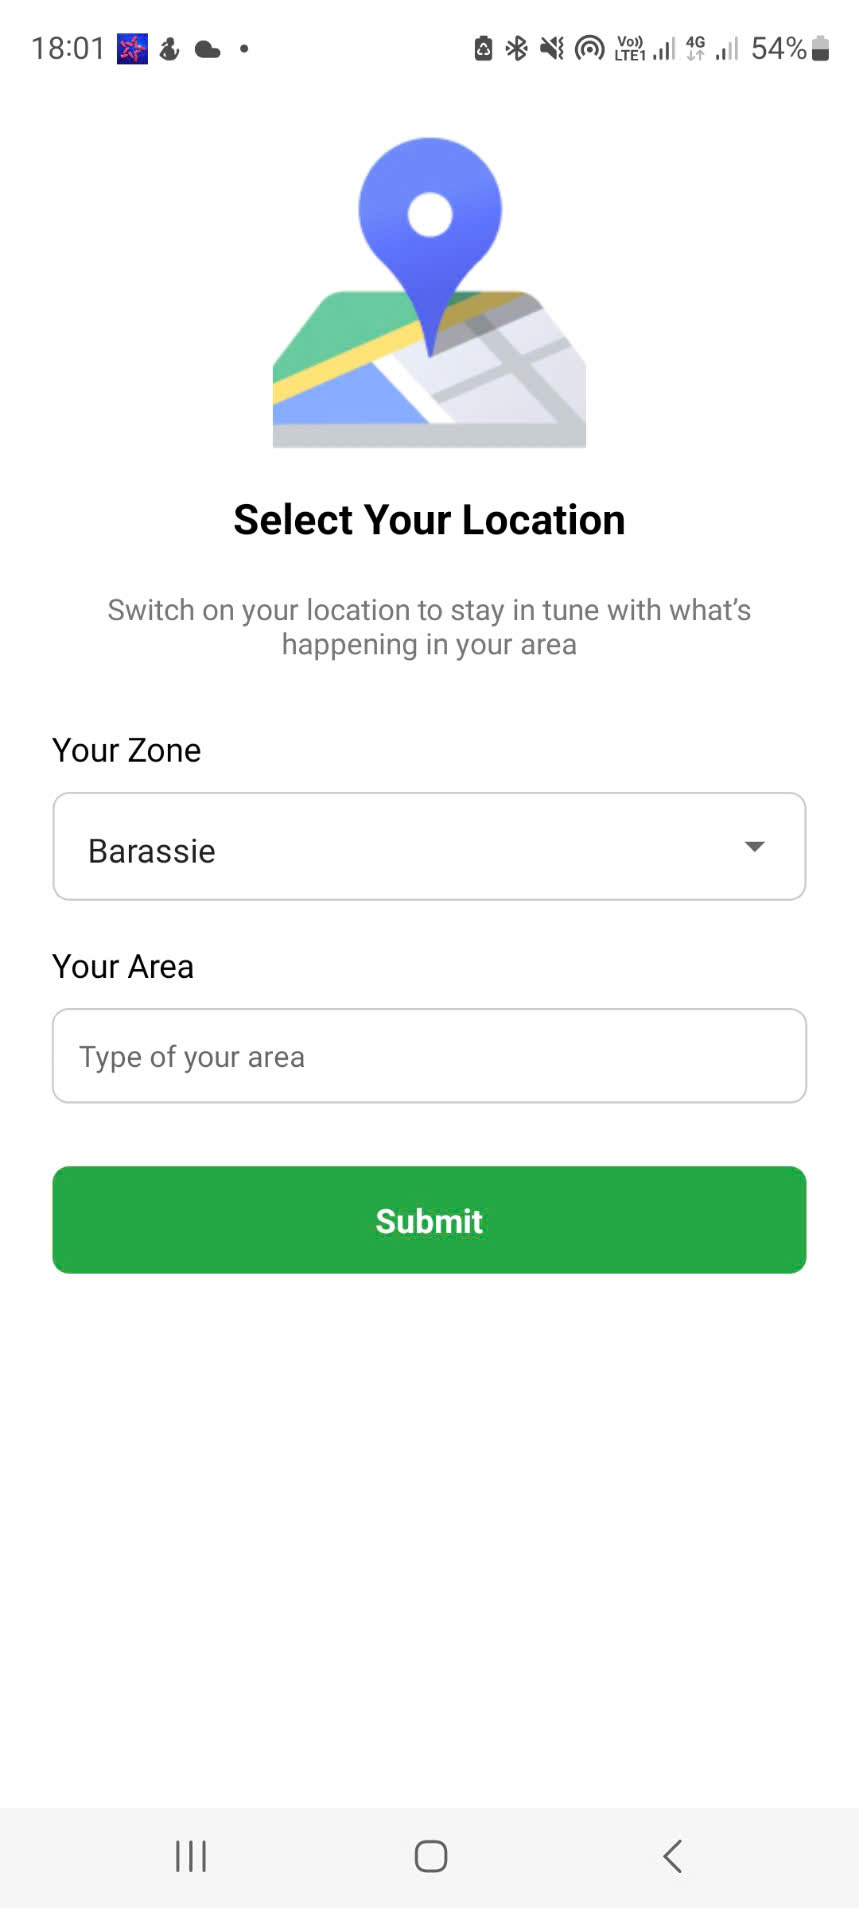 18:01
Vo)) LTE1 4G 54%
Select Your Location
Switch on your location to stay in tune with what’s
happening in your area
Your Zone
Barassie
Your Area
Type of your area
Submit